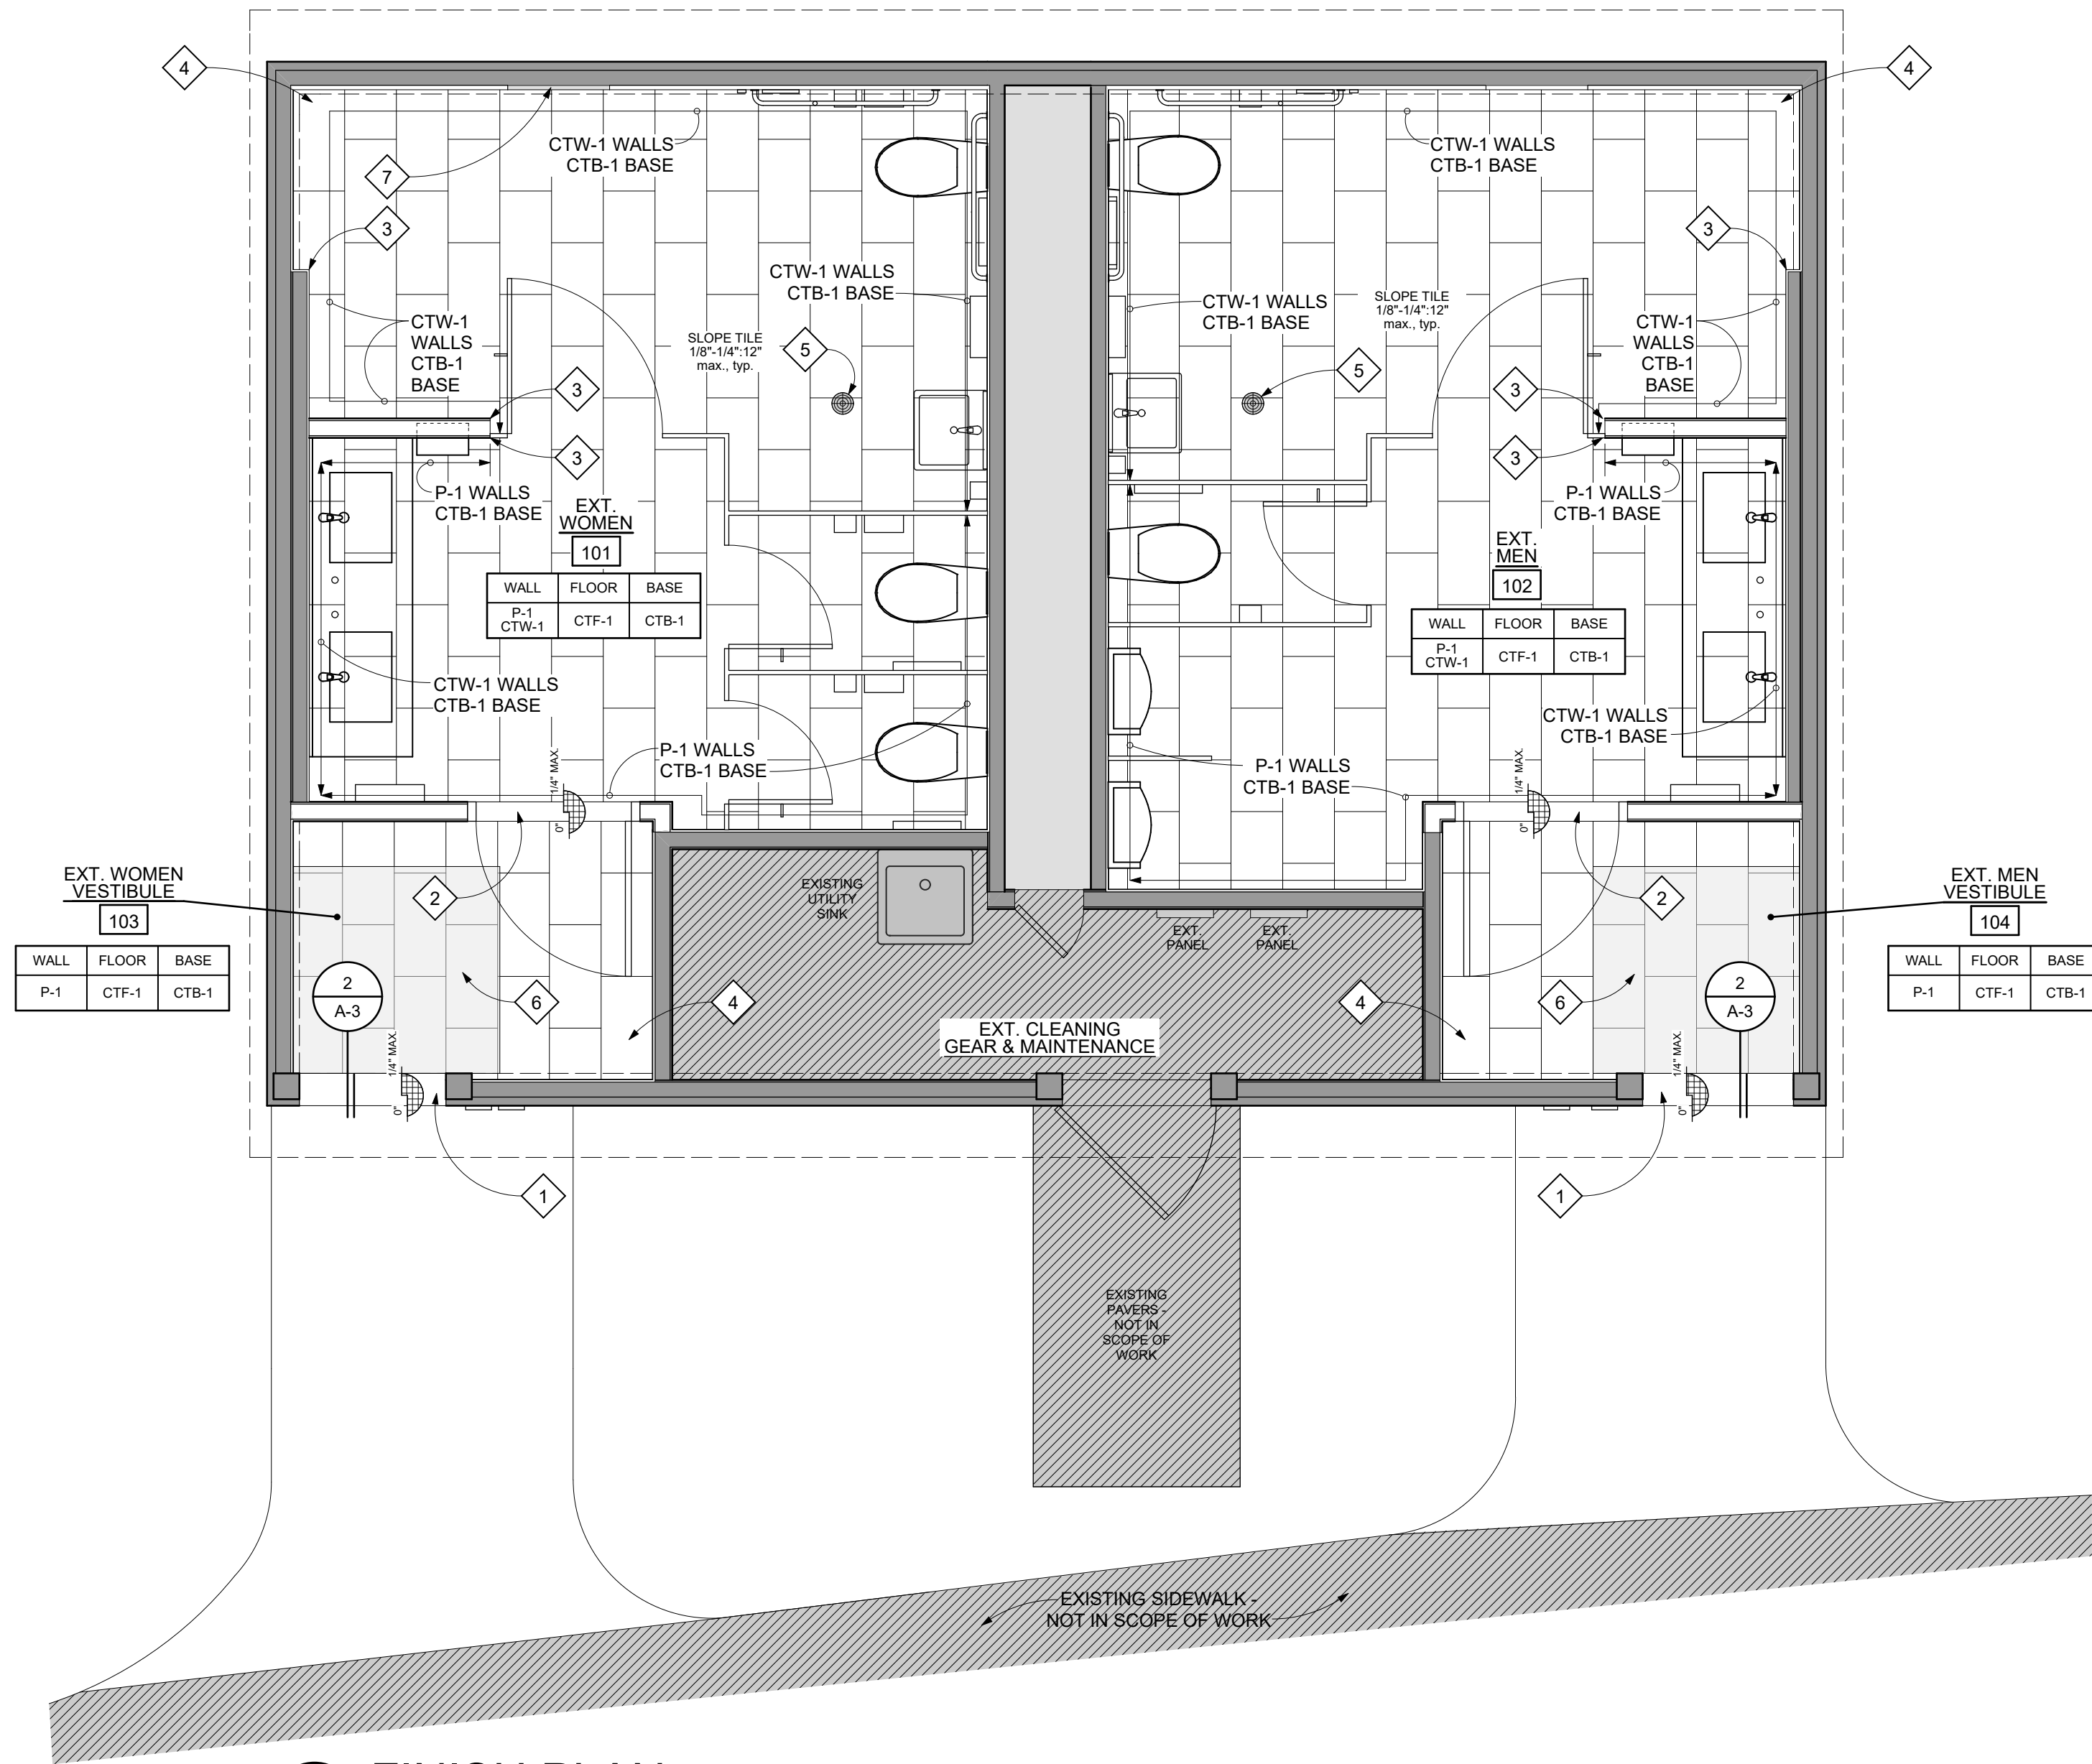 4
4
CTW-1 WALLS
CTB-1 BASE
CTW-1 WALLS
CTB-1 BASE
7
3
3
CTW-1 WALLS
CTB-1 BASE
CTW-1 WALLS
CTB-1 BASE
SLOPE TILE
1/8"-1/4":12"
max., typ.
CTW-1
WALLS
CTB-1
BASE
SLOPE TILE
1/8"-1/4":12"
max., typ.
5
5
CTW-1
WALLS
CTB-1
BASE
3
3
3
3
P-1 WALLS
CTB-1 BASE
EXT.
WOMEN
101
WALL FLOOR BASE
P-1
CTW-1
CTF-1 CTB-1
P-1 WALLS
CTB-1 BASE
EXT.
MEN
102
WALL FLOOR BASE
P-1
CTW-1
CTF-1 CTB-1
CTW-1 WALLS
CTB-1 BASE
CTW-1 WALLS
CTB-1 BASE
P-1 WALLS
CTB-1 BASE
P-1 WALLS
CTB-1 BASE
1/4" MAX.
0"
1/4" MAX.
0"
EXT. WOMEN
VESTIBULE
103
WALL FLOOR BASE
P-1 CTF-1 CTB-1
2
EXISTING
UTILITY
SINK
EXT.
PANEL
EXT.
PANEL
2
EXT. MEN
VESTIBULE
104
WALL FLOOR BASE
P-1 CTF-1 CTB-1
2
A-3
6
4
4
6
2
A-3
EXT. CLEANING
GEAR & MAINTENANCE
1/4" MAX.
0"
1/4" MAX.
0"
1
1
EXISTING
PAVERS -
NOT IN
SCOPE OF
WORK
EXISTING SIDEWALK -
NOT IN SCOPE OF WORK
FINISH PLAN